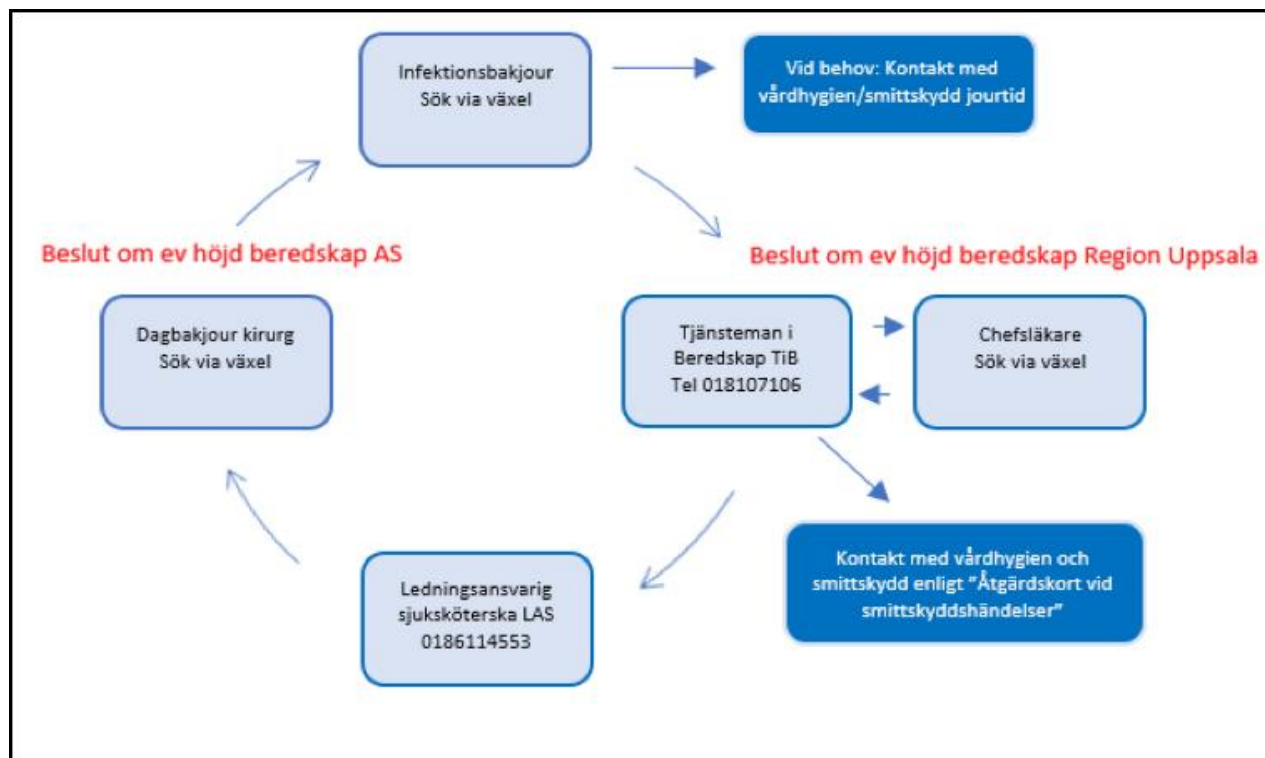 Infektionsbakjour
Sök via växel
Vid behov: Kontakt med
vårdhygien/smittskydd jourtid
Beslut om ev höjd beredskap AS
Beslut om ev höjd beredskap Region Uppsala
Dagbakjour kirurg
Sök via växel
Tjänsteman i
Beredskap TiB
Tel 018107106
Chefsläkare
Sök via växel
Ledningsansvarig
sjuksköterska LAS
0186114553
Kontakt med vårdhygien och
smittskydd enligt ”Åtgärdskort vid
smittskyddshändelser”